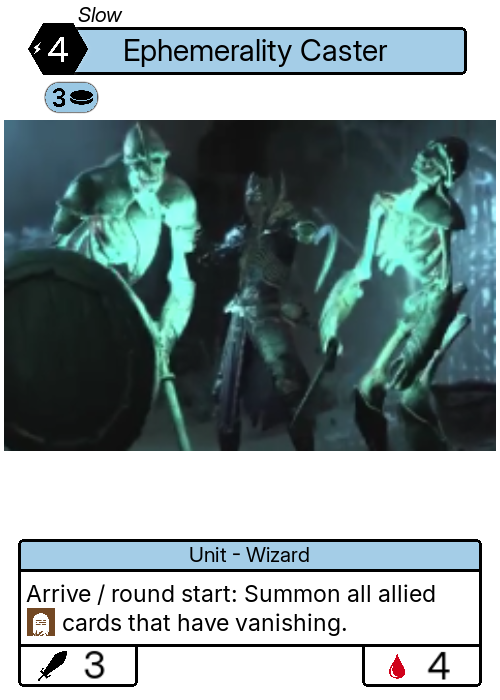 Slow
4 Ephemerality Caster
3
Unit - Wizard
Arrive / round start: Summon all allied
cards that have vanishing.
3 4